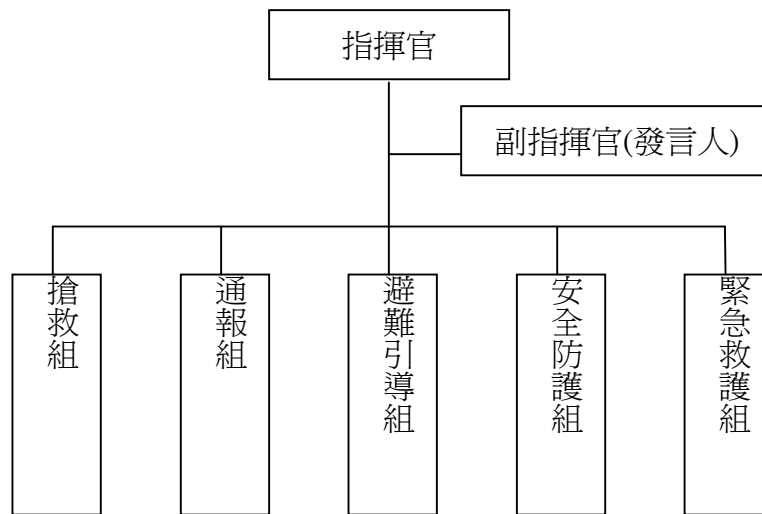 指揮官
副指揮官(發言人)
搶救組
通報組
避難引導組
安全防護組
緊急救護組